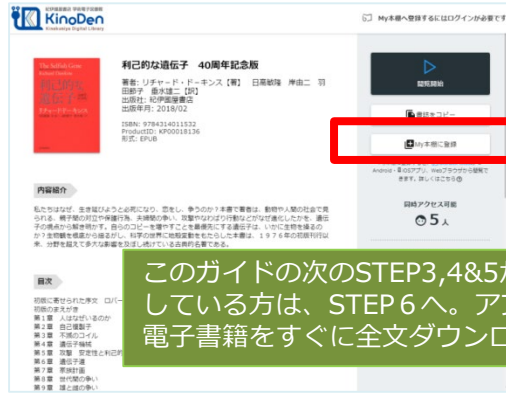 紀伊國屋書店 学術電子図書館
KinoDen
Kinokuniya Digital Library
My本棚へ登録するにはログインが必要です
The Selfish Gene
利己的な遺伝子
利己的な遺伝子 40周年記念版
著者: リチャード・ドーキンス【著】 日高敏隆 岸由二 羽
田節子 垂水雄二【訳】
出版社: 紀伊國屋書店
出版年月: 2018/02
ISBN: 9784314011532
ProductID: KP00018136
形式: EPUB
閲覧開始
書誌をコピー
My本棚に登録
Android・iOSアプリ、Webブラウザから閲覧で
きます。詳しくはこちら
同時アクセス可能
5人
内容紹介
私たちはなぜ、生き延びようと必死になり、恋をし、争うのか？本書で著者は、動物や人間の社会で見
られる、親子間の対立や保護行為、夫婦間の争い、攻撃やなわばり行動などがなぜ進化したかを、遺伝
子の視点から解き明かす。自らのコピーを増やすことを最優先にする遺伝子は、いかに生物を操るの
か？生物観を根底から揺るがし、科学の世界に地殻変動をもたらした本書は、1976年の初版刊行以
来、分野を超えて多大な影響を及ぼし続けている古典的名著である。
目次
初版に寄せられた序文 ロバー
初版のまえがき
第1章 人はなぜいるのか
第2章 自己複製子
第3章 不滅のコイル
第4章 遺伝子機械
第5章 攻撃 安定性と利己的
第6章 遺伝子道
第7章 家族計画
第8章 世代間の争い
第9章 雄と雌の争い
このガイドの次のSTEP3,4&5が
している方は、STEP６へ。ア
電子書籍をすぐに全文ダウンロ